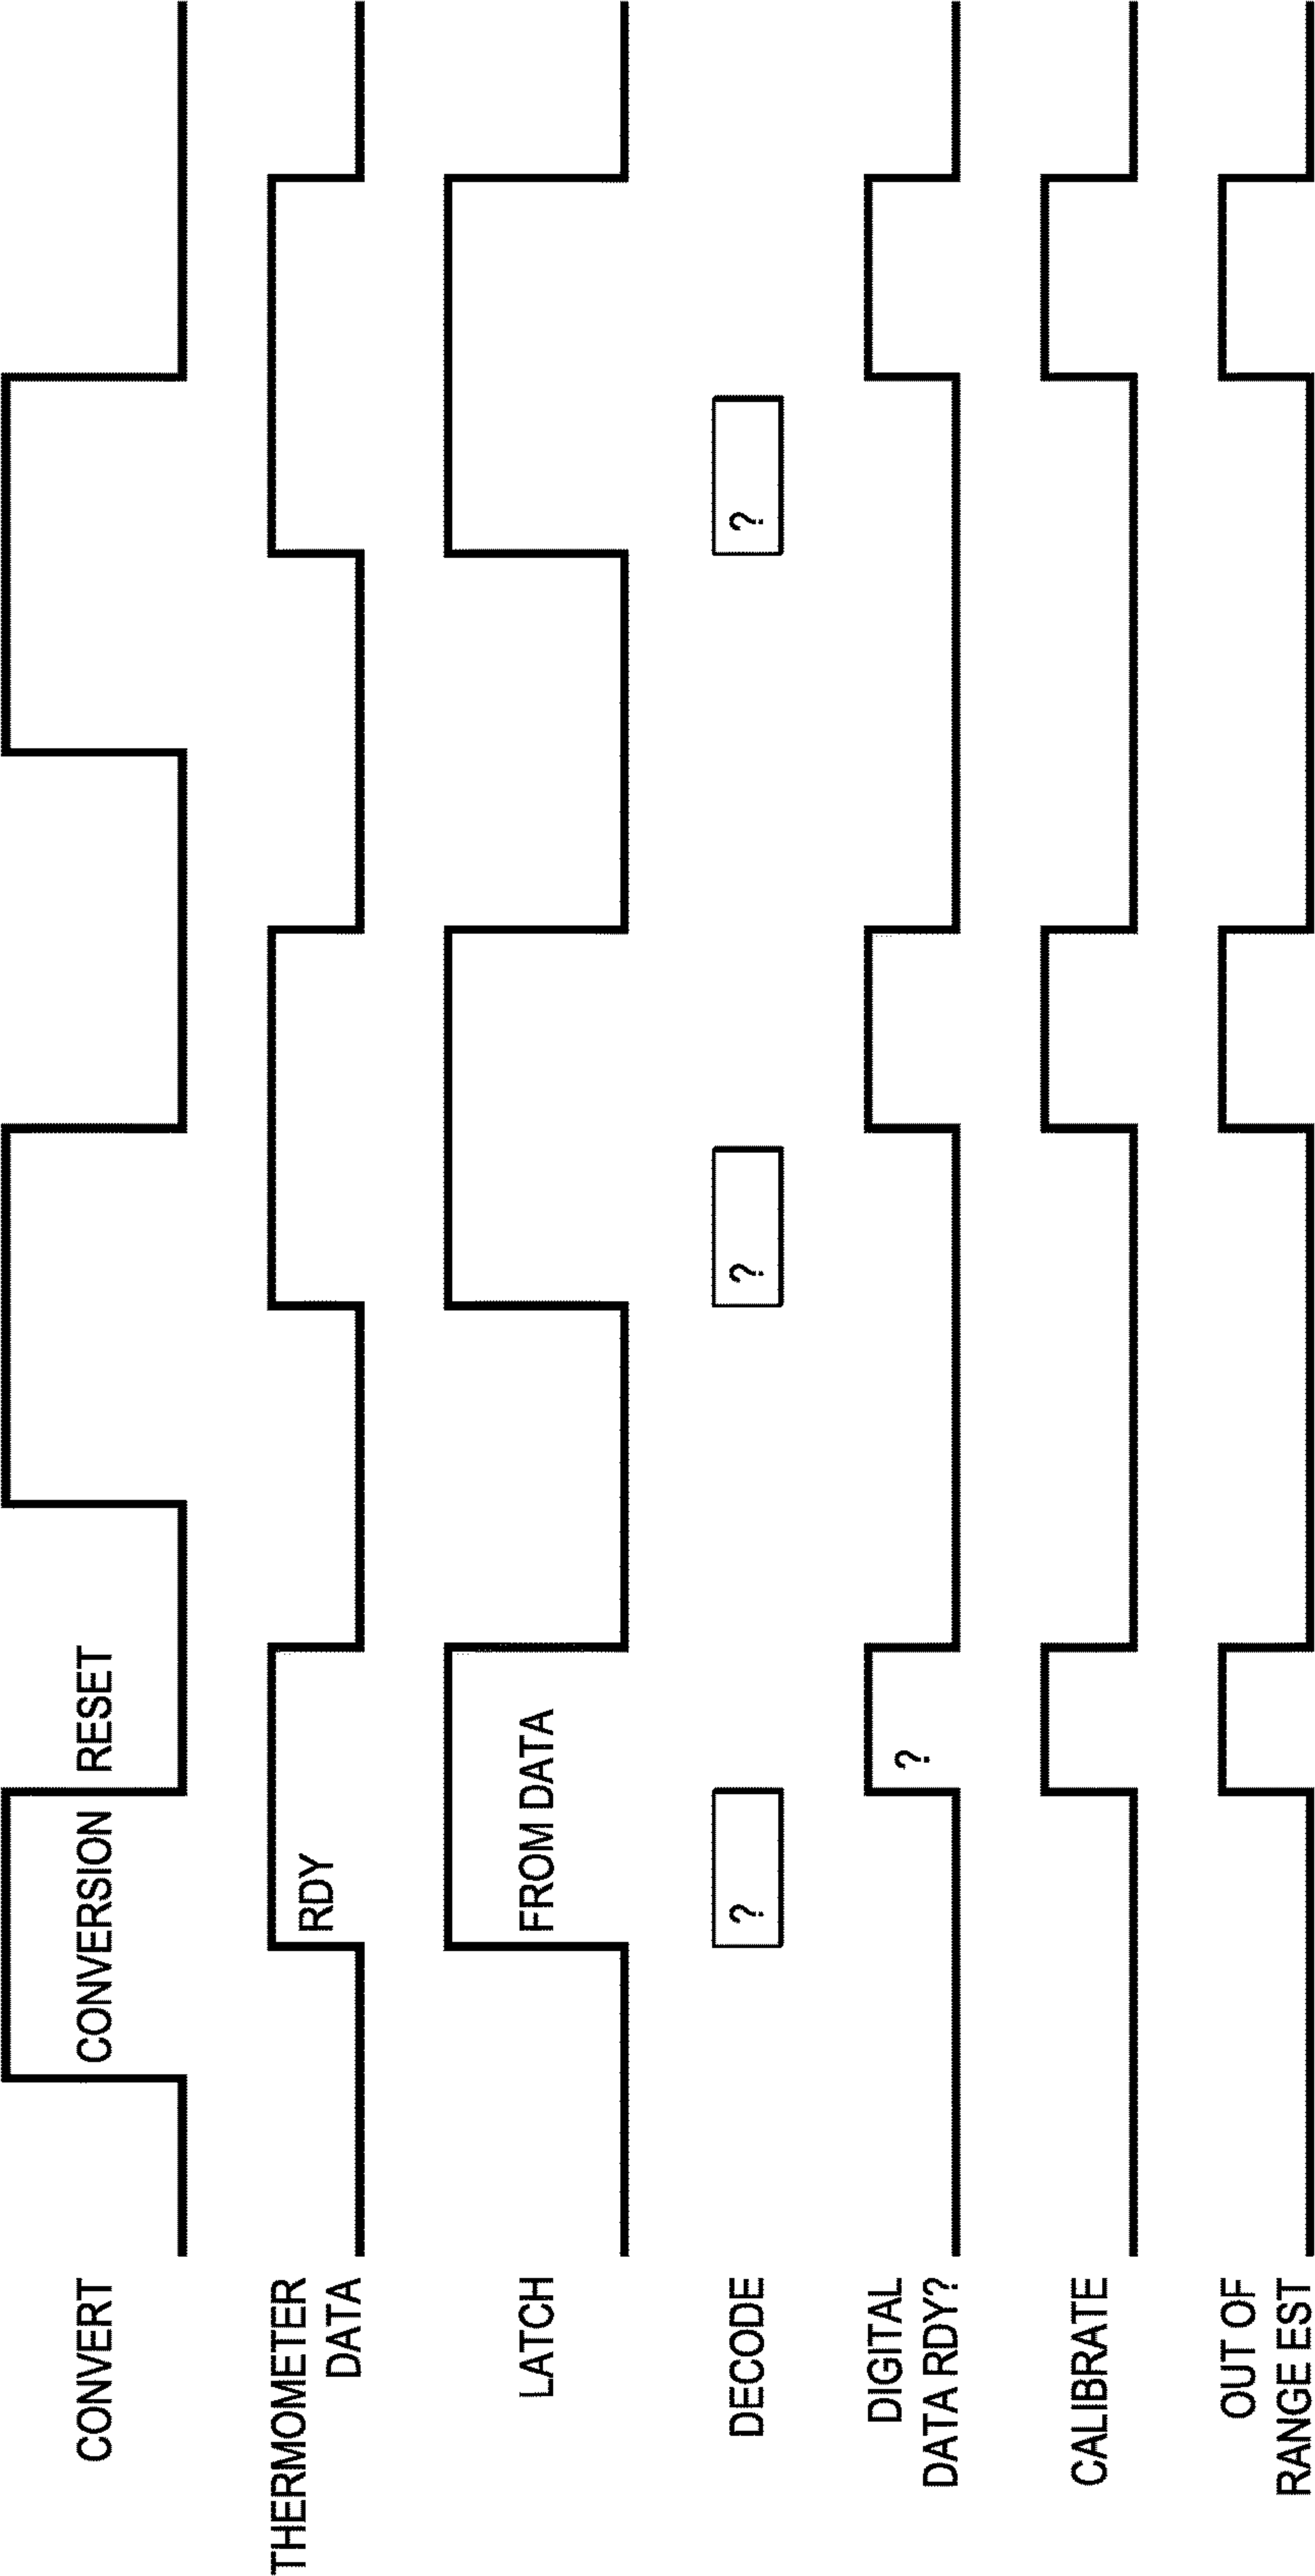 CONVERT
CONVERSION RESET
THERMOMETER
DATA
RDY
LATCH
FROM DATA
DECODE
?
?
?
DIGITAL
DATA RDY?
?
CALIBRATE
OUT OF
RANGE EST